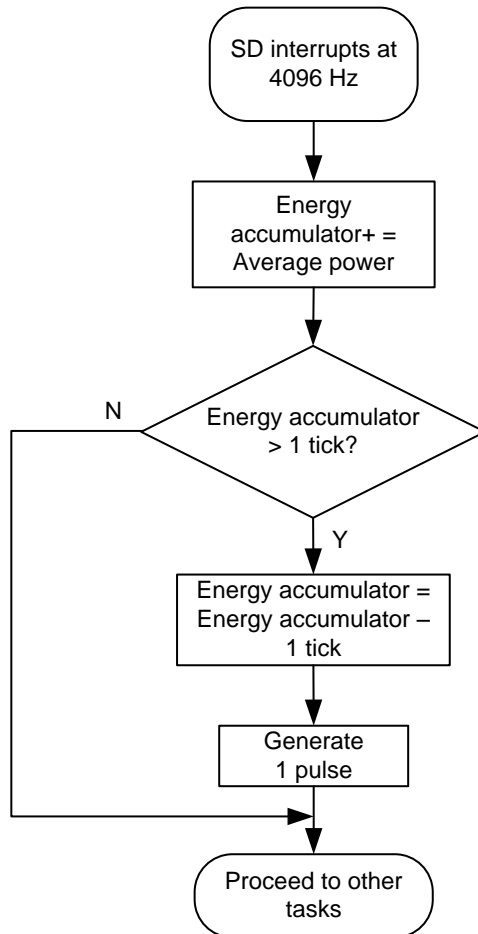 SD interrupts at
4096 Hz
Energy
accumulator+ =
Average power
N
Energy accumulator
> 1 tick?
Y
Energy accumulator =
Energy accumulator –
1 tick
Generate
1 pulse
Proceed to other
tasks